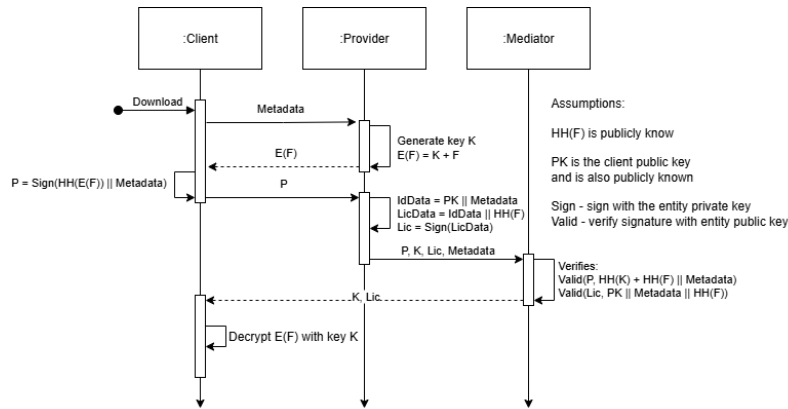 :Client
:Provider
:Mediator
Download
Metadata
Generate key K
E(F) = K + F
E(F)
P = Sign(HH(E(F)) || Metadata)
P
IdData = PK || Metadata
LicData = IdData || HH(F)
Lic = Sign(LicData)
P, K, Lic, Metadata
Verifies:
Valid(P, HH(K) + HH(F) || Metadata)
Valid(Lic, PK || Metadata || HH(F))
K, Lic
Decrypt E(F) with key K
Assumptions:
HH(F) is publicly know
PK is the client public key
and is also publicly known
Sign - sign with the entity private key
Valid - verify signature with entity public key